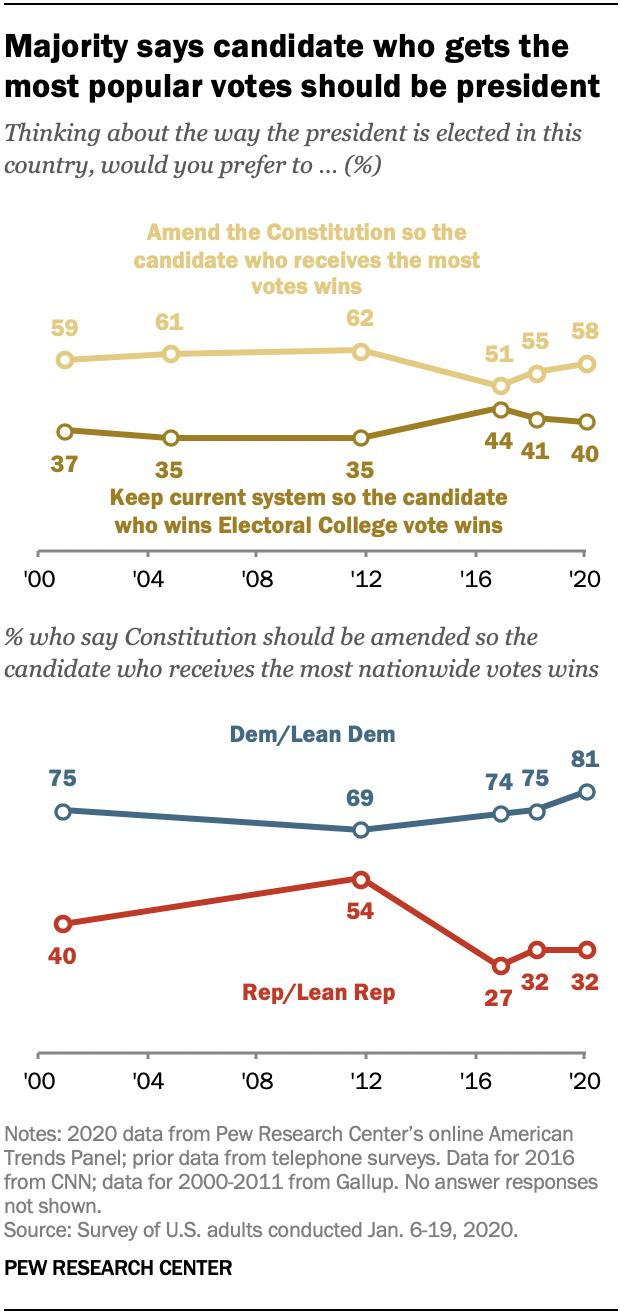 Majority says candidate who gets the
most popular votes should be president
Thinking about the way the president is elected in this
country, would you prefer to ... (%)
Amend the Constitution so the
candidate who receives the most
votes wins
59
61
62
51
55
58
37
35
35
44
41
40
Keep current system so the candidate
who wins Electoral College vote wins
'00
'04
'08
'12
'16
'20
% who say Constitution should be amended so the
candidate who receives the most nationwide votes wins
Dem/Lean Dem
75
69
74
75
81
40
54
27
32
32
Rep/Lean Rep
'00
'04
'08
'12
'16
'20
Notes: 2020 data from Pew Research Center’s online American
Trends Panel; prior data from telephone surveys. Data for 2016
from CNN; data for 2000-2011 from Gallup. No answer responses
not shown.
Source: Survey of U.S. adults conducted Jan. 6-19, 2020.
PEW RESEARCH CENTER